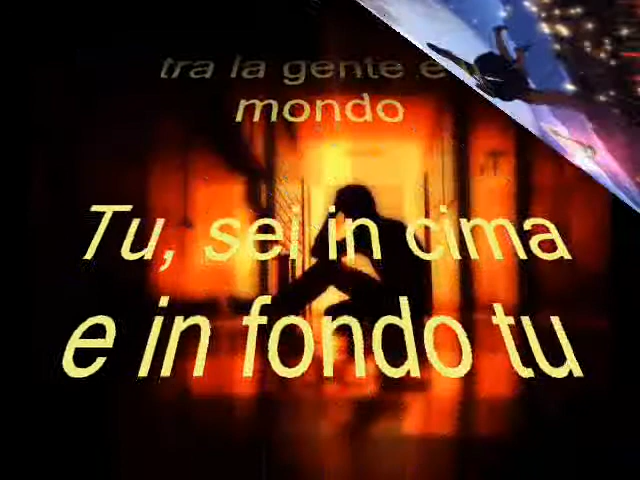 tra la gente e
mondo
Tu, sei in cima
e in fondo tu